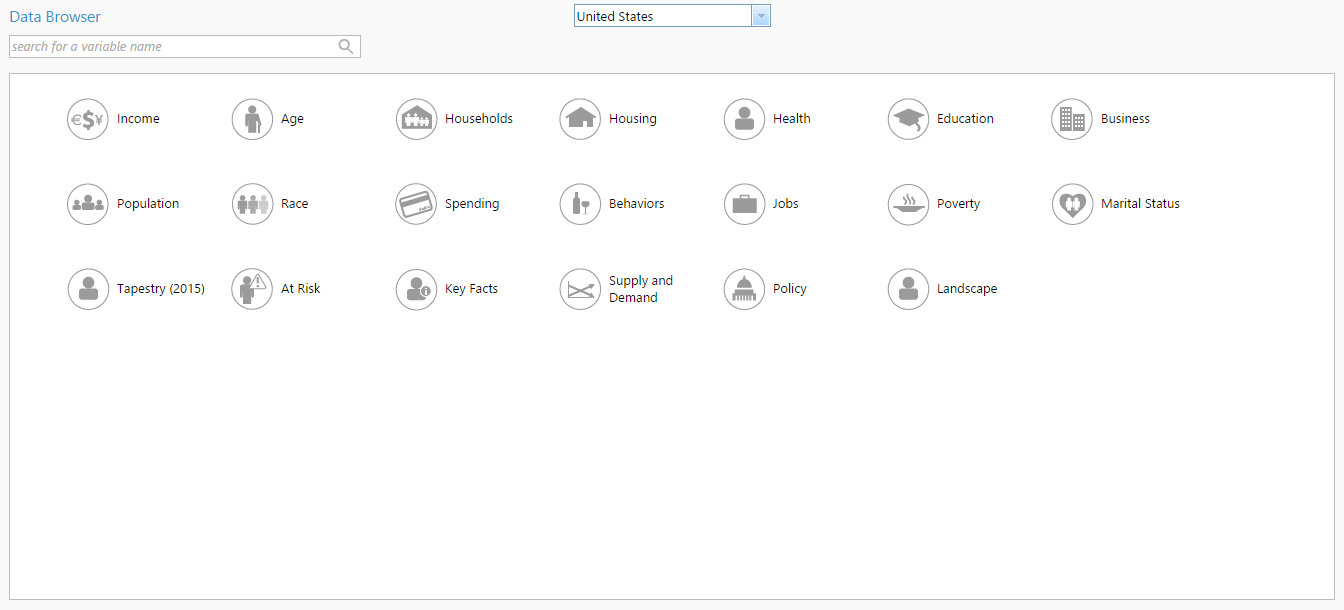 Data Browser
United States
search for a variable name
€$¥ Income
Age
Households
Housing
Health
Education
Business
Population
Race
Spending
Behaviors
Jobs
Poverty
Marital Status
Tapestry (2015)
At Risk
Key Facts
Supply and
Demand
Policy
Landscape